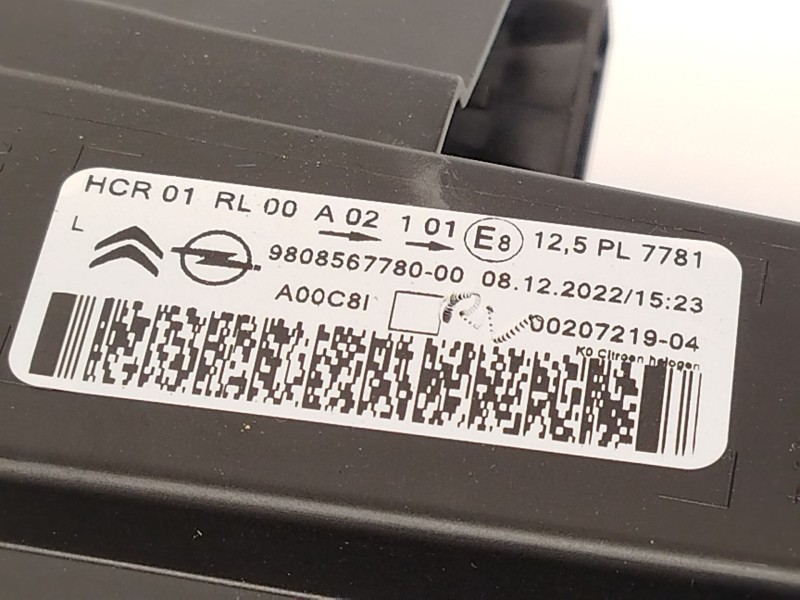 HCR 01 RL 00 A 02 1 01 E8 12,5 PL 7781
L
9808567780-00 08.12.2022/15:23
A00C8I
00207219-04
K0 Citroen halogen